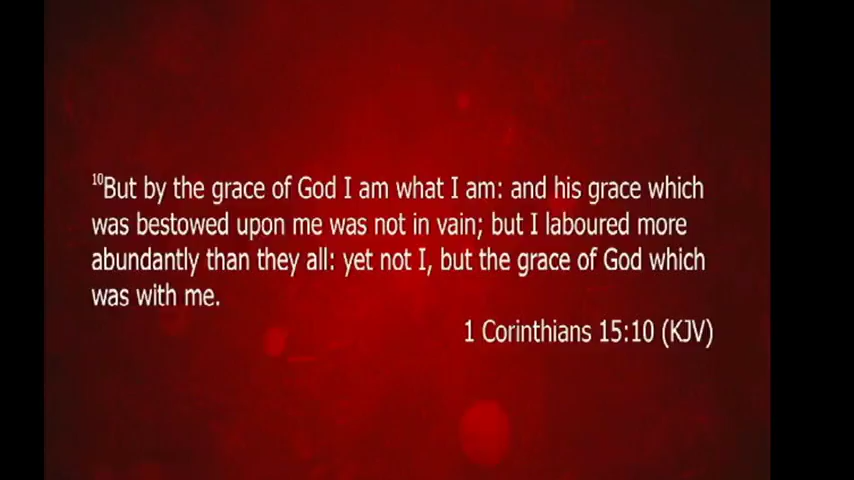 10But by the grace of God I am what I am: and his grace which
was bestowed upon me was not in vain; but I laboured more
abundantly than they all: yet not I, but the grace of God which
was with me.
1 Corinthians 15:10 (KJV)